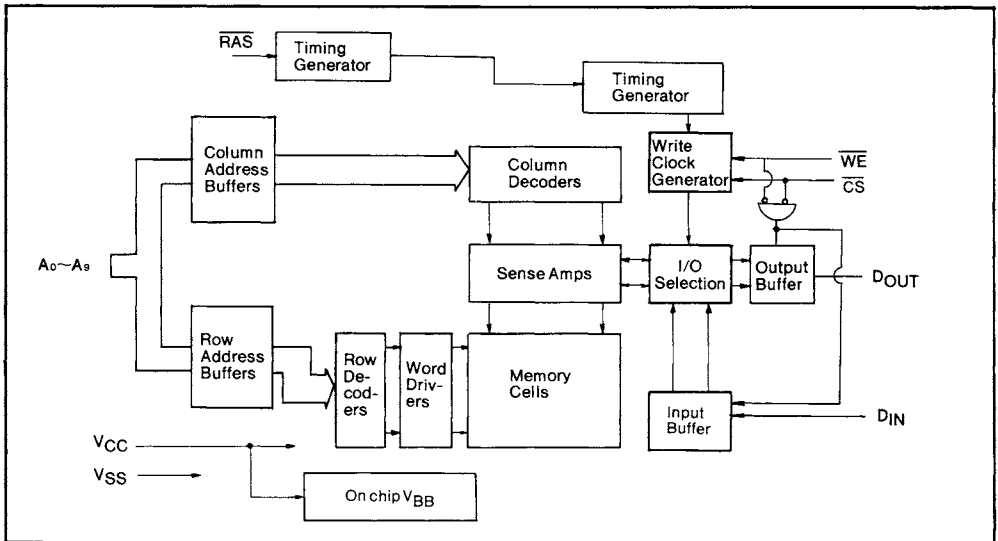 RAS
Timing
Generator
Timing
Generator
Column
Address
Buffers
Column
Decoders
Write
Clock
Generator
WE
CS
A0~A9
Sense Amps
I/O
Selection
Output
Buffer
DOUT
Row
Address
Buffers
Row
De-
cod-
ers
Word
Driv-
ers
Memory
Cells
Input
Buffer
DIN
VCC
VSS
On chip VBB